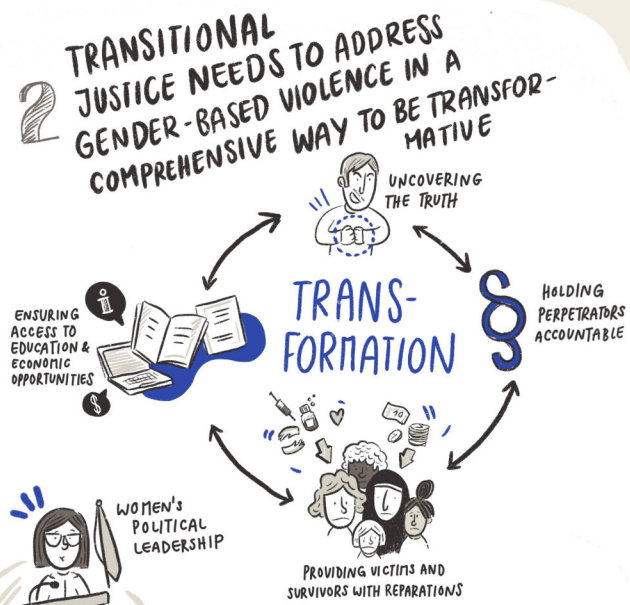 2
TRANSITIONAL
JUSTICE NEEDS TO ADDRESS
GENDER-BASED VIOLENCE IN A
COMPREHENSIVE WAY TO BE TRANSFOR-
MATIVE
UNCOVERING
THE TRUTH
TRANS-
FORMATION
HOLDING
PERPETRATORS
ACCOUNTABLE
ENSURING
ACCESS TO
EDUCATION &
ECONOMIC
OPPORTUNITIES
i
$
10
WOMEN'S
POLITICAL
LEADERSHIP
PROVIDING VICTIMS AND
SURVIVORS WITH REPARATIONS